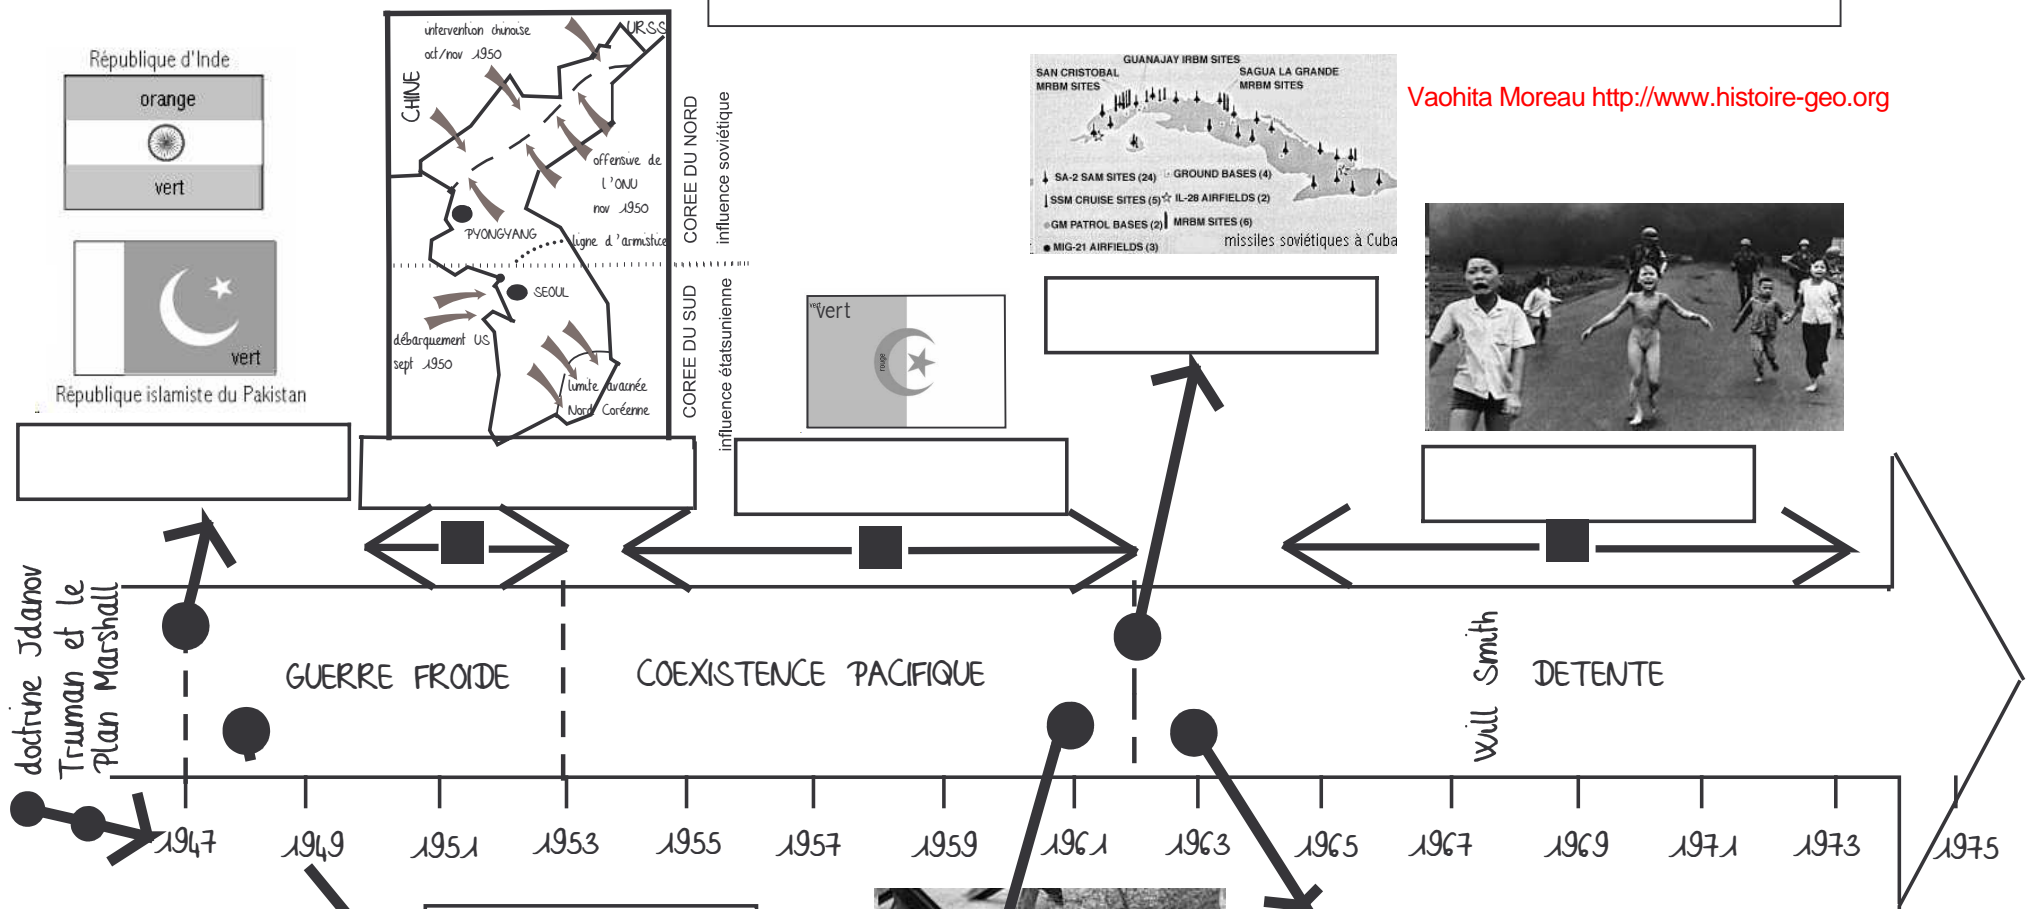 République d'Inde
orange
vert
vert
République islamiste du Pakistan
intervention chinoise
oct/nov 1950
URSS
CHINE
offensive de
l'ONU
nov 1950
PYONGYANG
ligne d'armistice
SEOUL
débarquement US
sept 1950
limite avacnée
Nord Coréenne
COREE DU NORD
influence soviétique
COREE DU SUD
influence étatsunienne
vert
vert
rouge
GUANAJAY IRBM SITES
SAN CRISTOBAL
MRBM SITES
SAGUA LA GRANDE
MRBM SITES
SA-2 SAM SITES (24)
GROUND BASES (4)
SSM CRUISE SITES (5)
IL-28 AIRFIELDS (2)
GM PATROL BASES (2)
MRBM SITES (6)
MIG-21 AIRFIELDS (3)
missiles soviétiques à Cuba
Vaohita Moreau http://www.histoire-geo.org
doctrine Jdanov
Truman et le
Plan Marshall
GUERRE FROIDE
COEXISTENCE PACIFIQUE
Will Smith
DETENTE
1947
1949
1951
1953
1955
1957
1959
1961
1963
1965
1967
1969
1971
1973
1975